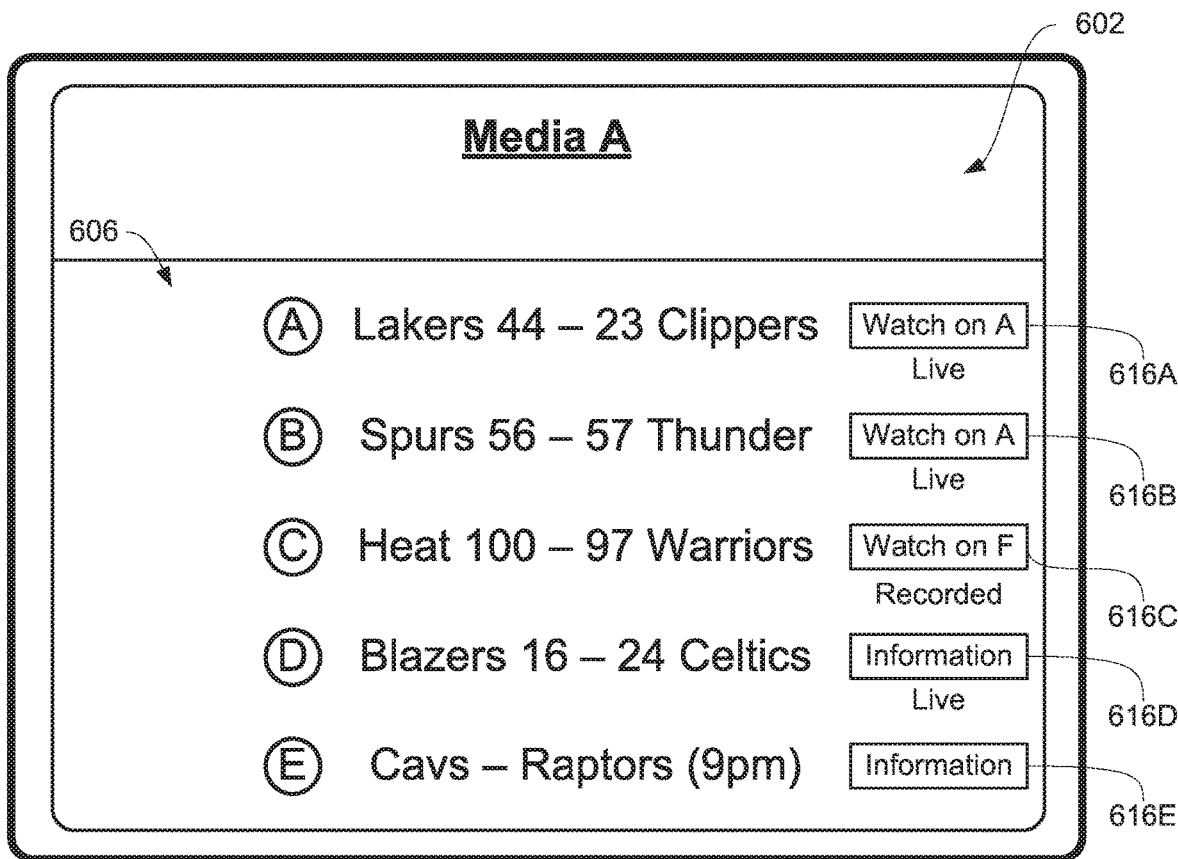 602
Media A
606
A Lakers 44 – 23 Clippers Watch on A
Live
616A
B Spurs 56 – 57 Thunder Watch on A
Live
616B
C Heat 100 – 97 Warriors Watch on F
Recorded
616C
D Blazers 16 – 24 Celtics Information
Live
616D
E Cavs – Raptors (9pm) Information
616E